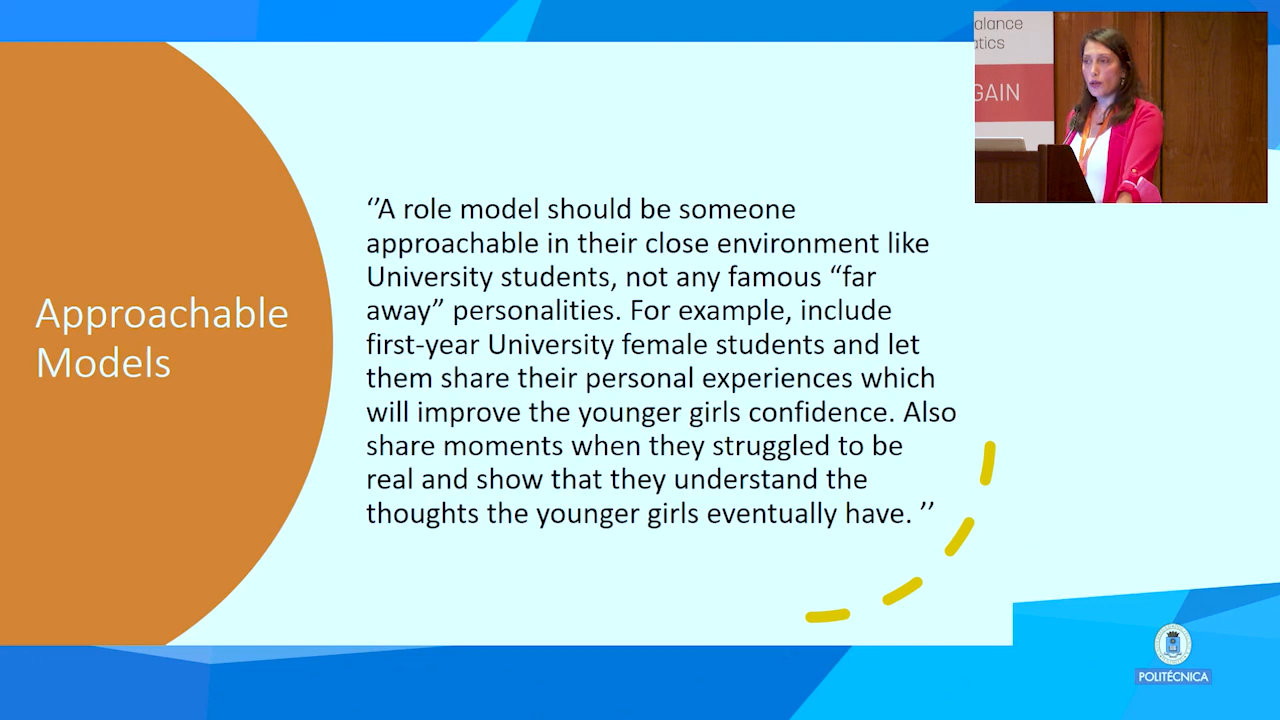 alance
atics
GAIN
Approachable
Models
‘’A role model should be someone
approachable in their close environment like
University students, not any famous “far
away” personalities. For example, include
first-year University female students and let
them share their personal experiences which
will improve the younger girls confidence. Also
share moments when they struggled to be
real and show that they understand the
thoughts the younger girls eventually have. ’’
POLITÉCNICA